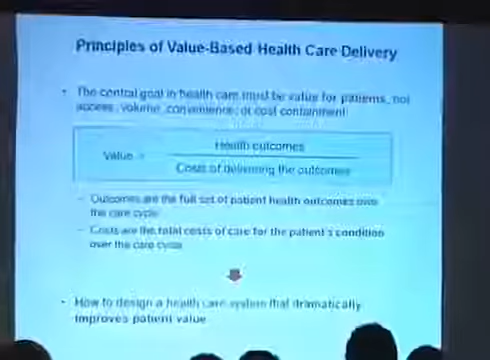 Principles of Value-Based Health Care Delivery
• The central goal in health care must be value for patients, not
access, volume, convenience, or cost containment
Value =
Health outcomes
Costs of delivering the outcomes
– Outcomes are the full set of patient health outcomes over
the care cycle
– Costs are the total costs of care for the patient's condition
over the care cycle
• How to design a health care system that dramatically
improves patient value